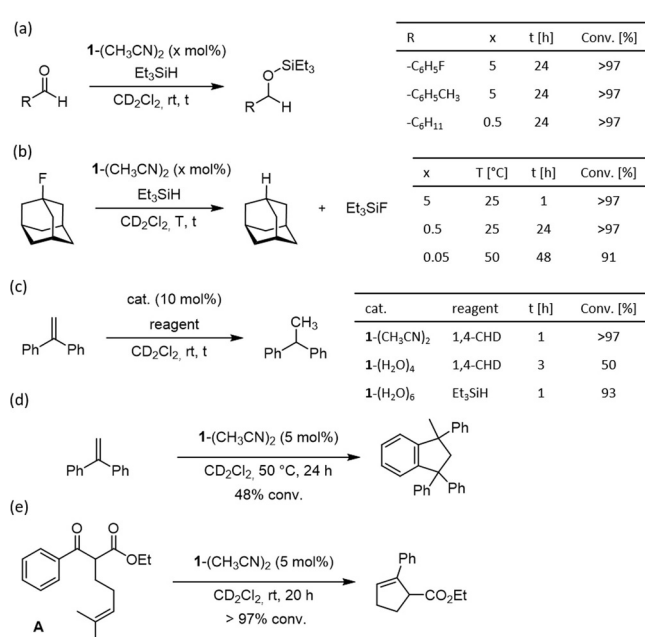 (a)
1-(CH₃CN)₂ (x mol%)
Et₃SiH
CD₂Cl₂, rt, t
O
R
H
O
SiEt₃
R
H
R x t [h] Conv. [%]
-C₆H₅F 5 24 >97
-C₆H₅CH₃ 5 24 >97
-C₆H₁₁ 0.5 24 >97
(b)
F
1-(CH₃CN)₂ (x mol%)
Et₃SiH
CD₂Cl₂, T, t
H
+ Et₃SiF
x T [°C] t [h] Conv. [%]
5 25 1 >97
0.5 25 24 >97
0.05 50 48 91
(c)
Ph Ph
cat. (10 mol%)
reagent
CD₂Cl₂, rt, t
CH₃
Ph Ph
cat. reagent t [h] Conv. [%]
1-(CH₃CN)₂ 1,4-CHD 1 >97
1-(H₂O)₄ 1,4-CHD 3 50
1-(H₂O)₆ Et₃SiH 1 93
(d)
Ph Ph
1-(CH₃CN)₂ (5 mol%)
CD₂Cl₂, 50 °C, 24 h
48% conv.
Ph
Ph Ph
(e)
O O
OEt
A
1-(CH₃CN)₂ (5 mol%)
CD₂Cl₂, rt, 20 h
> 97% conv.
Ph
CO₂Et